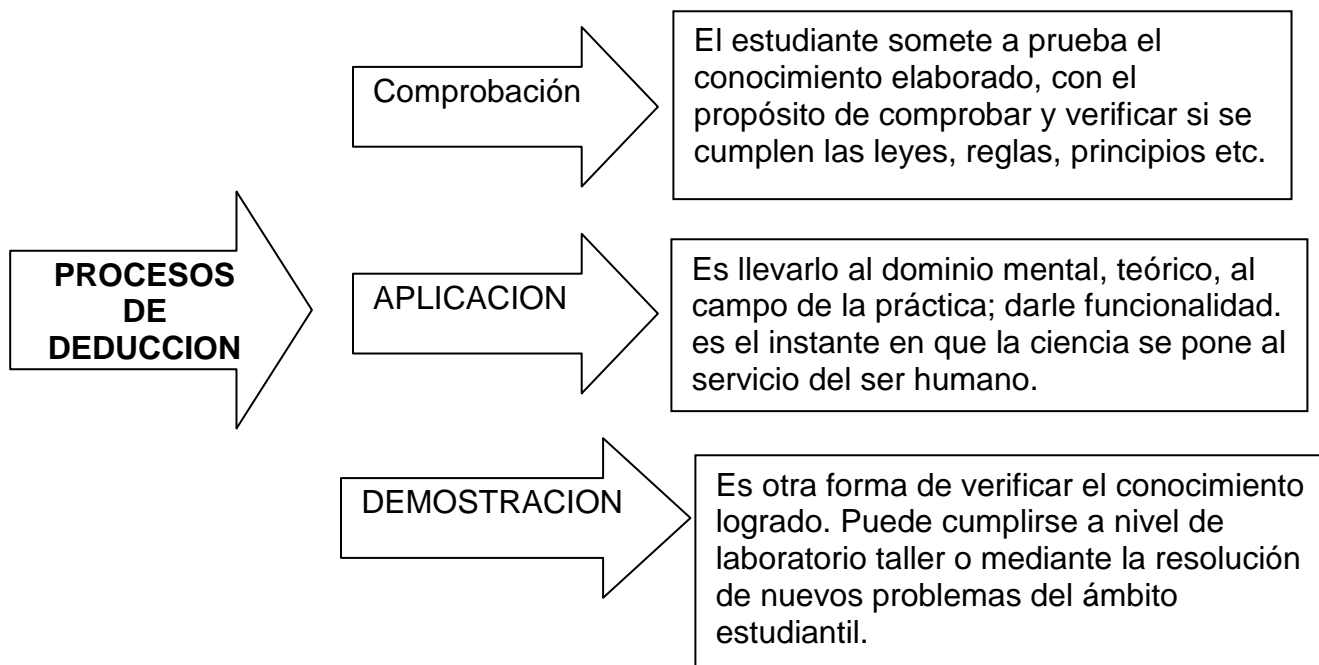 PROCESOS
DE
DEDUCCION
Comprobación
El estudiante somete a prueba el
conocimiento elaborado, con el
propósito de comprobar y verificar si se
cumplen las leyes, reglas, principios etc.
APLICACION
Es llevarlo al dominio mental, teórico, al
campo de la práctica; darle funcionalidad.
es el instante en que la ciencia se pone al
servicio del ser humano.
DEMOSTRACION
Es otra forma de verificar el conocimiento
logrado. Puede cumplirse a nivel de
laboratorio taller o mediante la resolución
de nuevos problemas del ámbito
estudiantil.